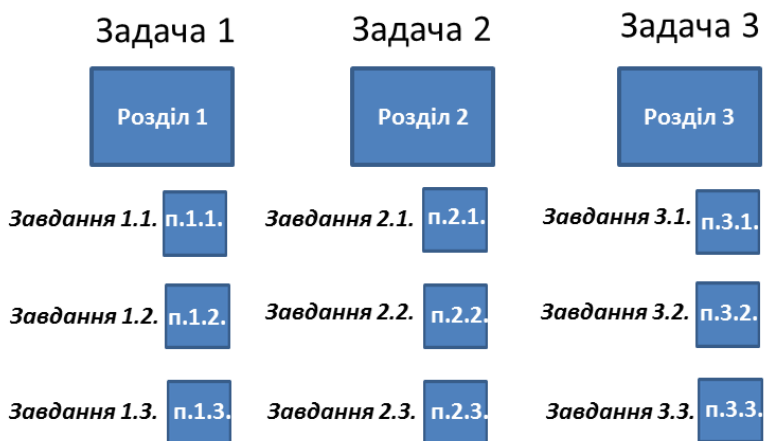 Задача 1 Задача 2 Задача 3
Розділ 1 Розділ 2 Розділ 3
Завдання 1.1. п.1.1. Завдання 2.1. п.2.1. Завдання 3.1. п.3.1.
Завдання 1.2. п.1.2. Завдання 2.2. п.2.2. Завдання 3.2. п.3.2.
Завдання 1.3. п.1.3. Завдання 2.3. п.2.3. Завдання 3.3. п.3.3.